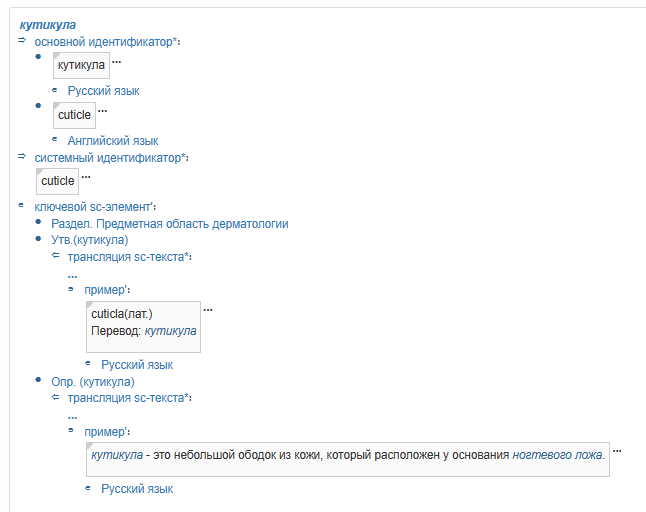 кутикула
⇒ основной идентификатор*:
• кутикула ...
∈ Русский язык
• cuticle ...
∈ Английский язык
⇒ системный идентификатор*:
cuticle ...
∋ ключевой sc-элемент':
• Раздел. Предметная область дерматологии
• Утв.(кутикула)
⇐ трансляция sc-текста*:
...
∋ пример':
cuticla(лат.) ...
Перевод: кутикула
∈ Русский язык
• Опр. (кутикула)
⇐ трансляция sc-текста*:
...
∋ пример':
кутикула - это небольшой ободок из кожи, который расположен у основания ногтевого ложа. ...
∈ Русский язык